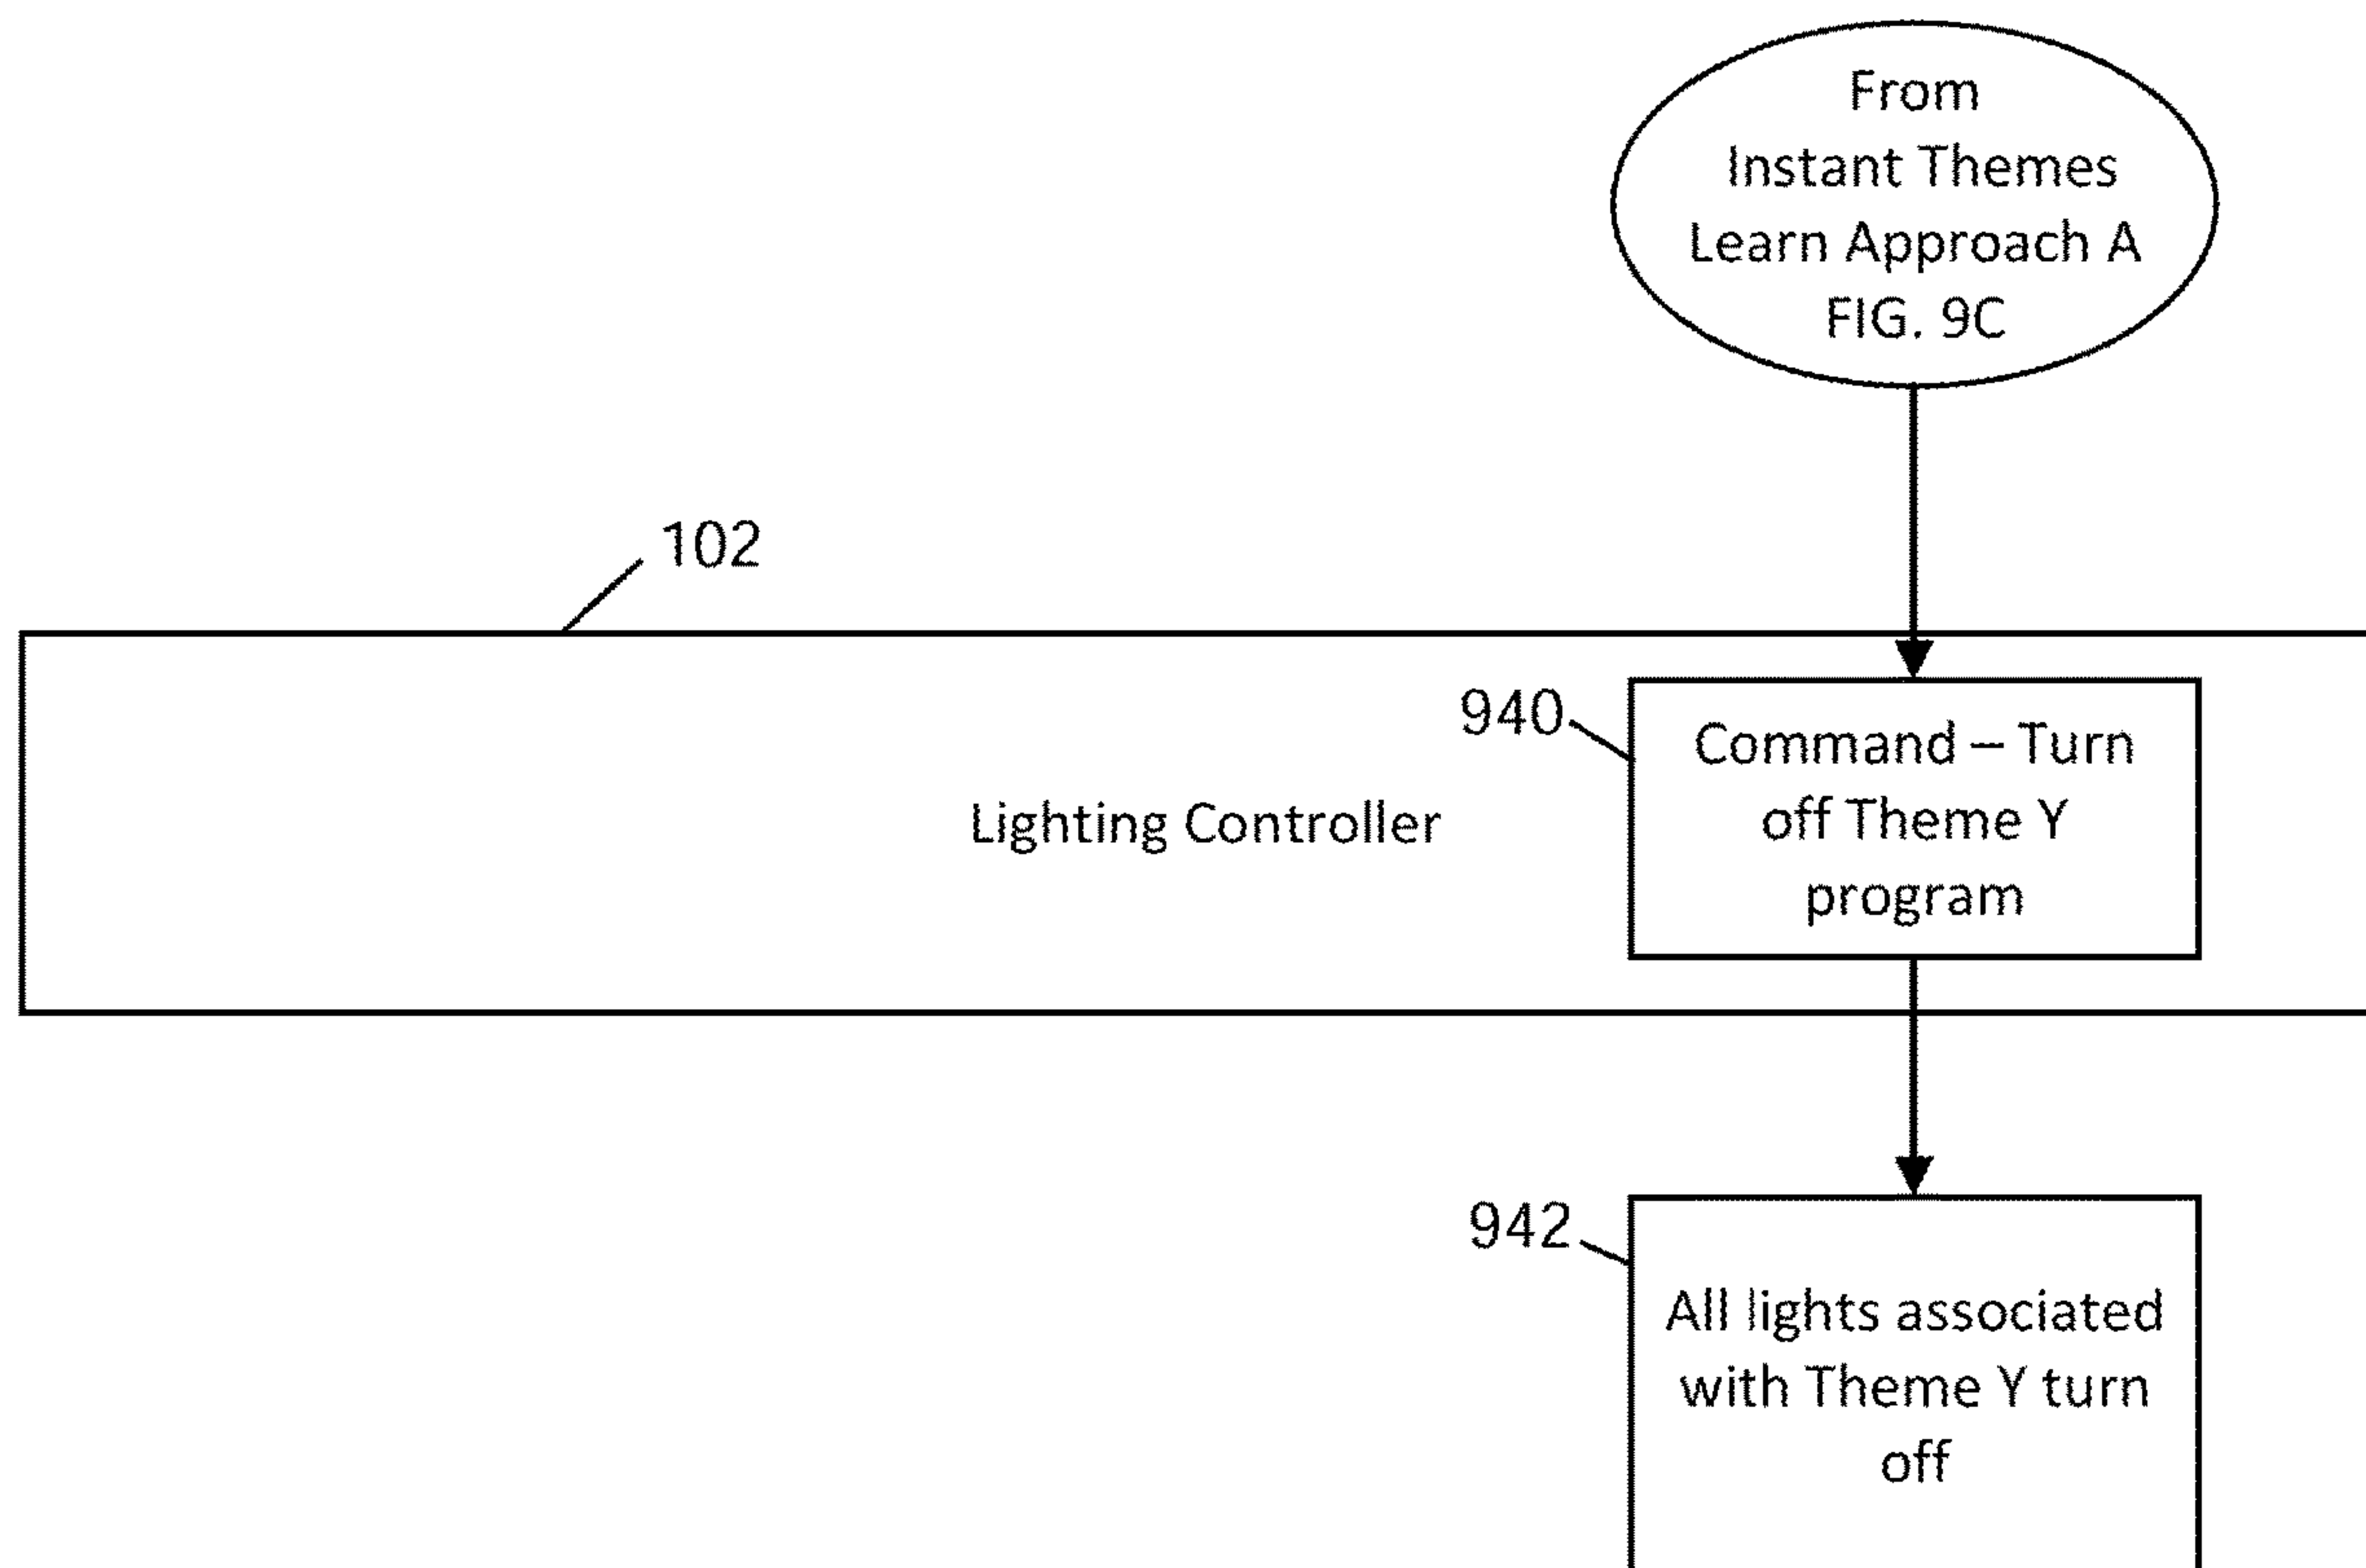 From
Instant Themes
Learn Approach A
FIG. 9C
102
940
Command – Turn
off Theme Y
program
Lighting Controller
942
All lights associated
with Theme Y turn
off